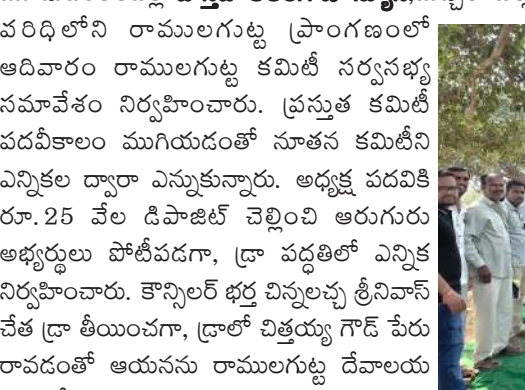 వరిధిలోని రాములగుట్ట ప్రాంగణంలో
ఆదివారం రాములగుట్ట కమిటీ సర్వసభ్య
సమావేశం నిర్వహించారు. ప్రస్తుత కమిటీ
పదవీకాలం ముగియడంతో నూతన కమిటీని
ఎన్నికల ద్వారా ఎన్నుకున్నారు. అధ్యక్ష పదవికి
రూ. 25 వేల డిపాజిట్ చెల్లించి ఆరుగురు
అభ్యర్థులు పోటీపడగా, డ్రా పద్ధతిలో ఎన్నిక
నిర్వహించారు. కౌన్సిలర్ భర్త చిన్నలచ్చ శ్రీనివాస్
చేత డ్రా తీయించగా, డ్రాలో చిత్తయ్య గౌడ్ పేరు
రావడంతో ఆయనను రాములగుట్ట దేవాలయ